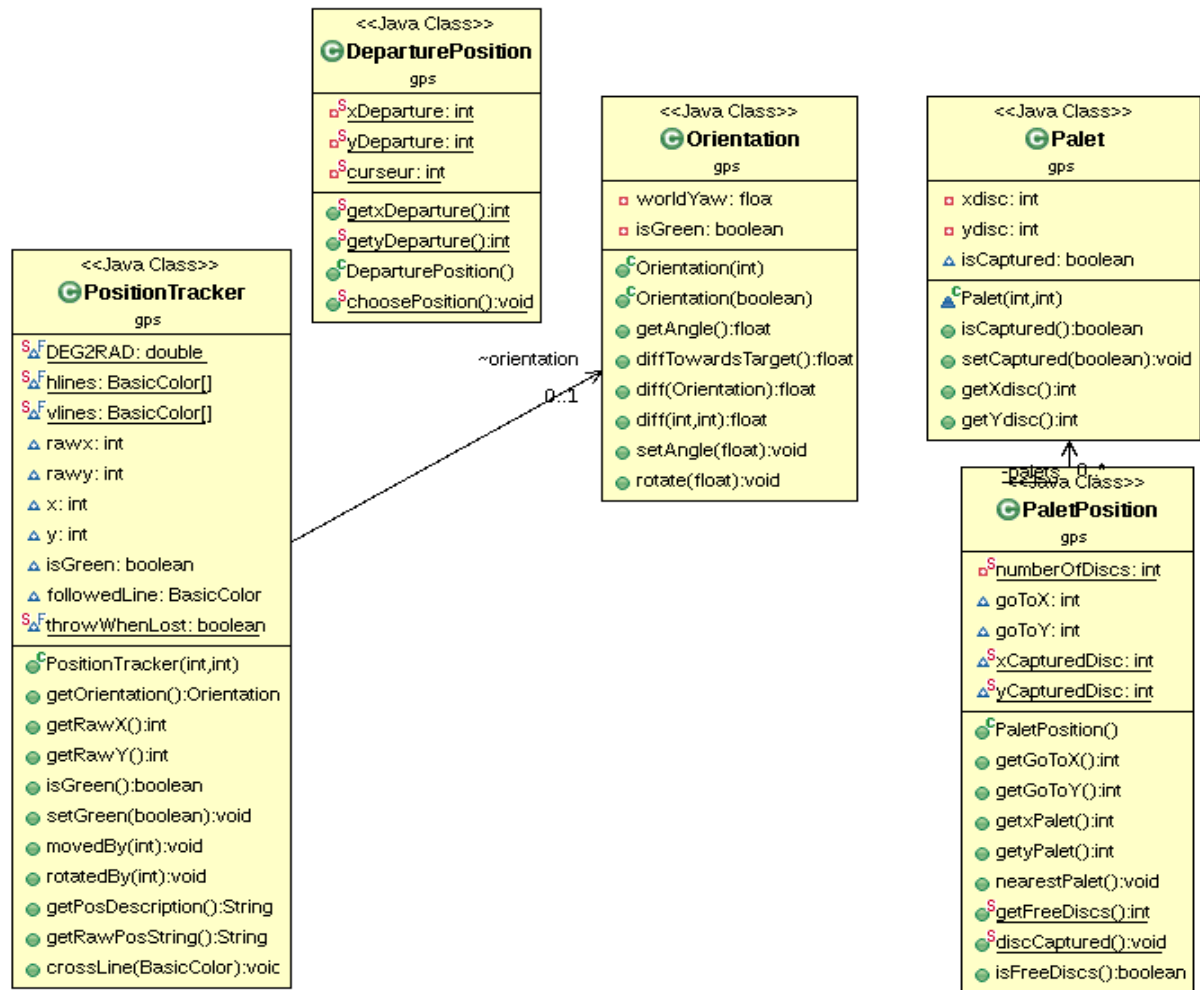 <<Java Class>>
DeparturePosition
gps
xDeparture: int
yDeparture: int
curseur: int
getxDeparture():int
getyDeparture():int
DeparturePosition()
choosePosition():void
<<Java Class>>
Orientation
gps
worldYaw: float
isGreen: boolean
Orientation(int)
Orientation(boolean)
getAngle():float
diffTowardsTarget():float
diff(Orientation):float
diff(int,int):float
setAngle(float):void
rotate(float):void
<<Java Class>>
Palet
gps
xdisc: int
ydisc: int
isCaptured: boolean
Palet(int,int)
isCaptured():boolean
setCaptured(boolean):void
getXdisc():int
getYdisc():int
<<Java Class>>
PositionTracker
gps
DEG2RAD: double
hlines: BasicColor[]
vlines: BasicColor[]
rawx: int
rawy: int
x: int
y: int
isGreen: boolean
followedLine: BasicColor
throwWhenLost: boolean
PositionTracker(int,int)
getOrientation():Orientation
getRawX():int
getRawY():int
isGreen():boolean
setGreen(boolean):void
movedBy(int):void
rotatedBy(int):void
getPosDescription():String
getRawPosString():String
crossLine(BasicColor):voic
~orientation
0..1
-palets 0..*
<<Java Class>>
PaletPosition
gps
numberOfDiscs: int
goToX: int
goToY: int
xCapturedDisc: int
yCapturedDisc: int
PaletPosition()
getGoToX():int
getGoToY():int
getxPalet():int
getyPalet():int
nearestPalet():void
getFreeDiscs():int
discCaptured():void
isFreeDiscs():boolean